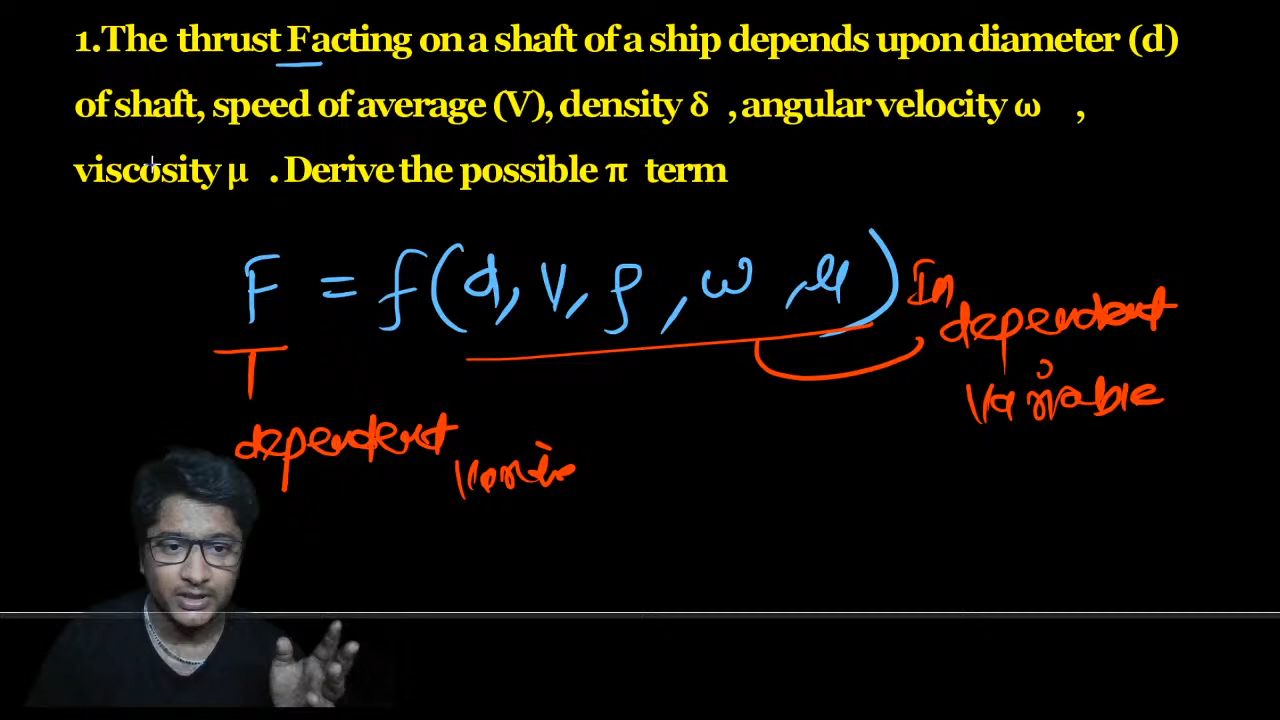 1.The thrust Facting on a shaft of a ship depends upon diameter (d)
of shaft, speed of average (V), density δ , angular velocity ω ,
viscosity μ . Derive the possible π term
F = f(d, v, ρ, ω, μ) In
dependent
variable
dependent